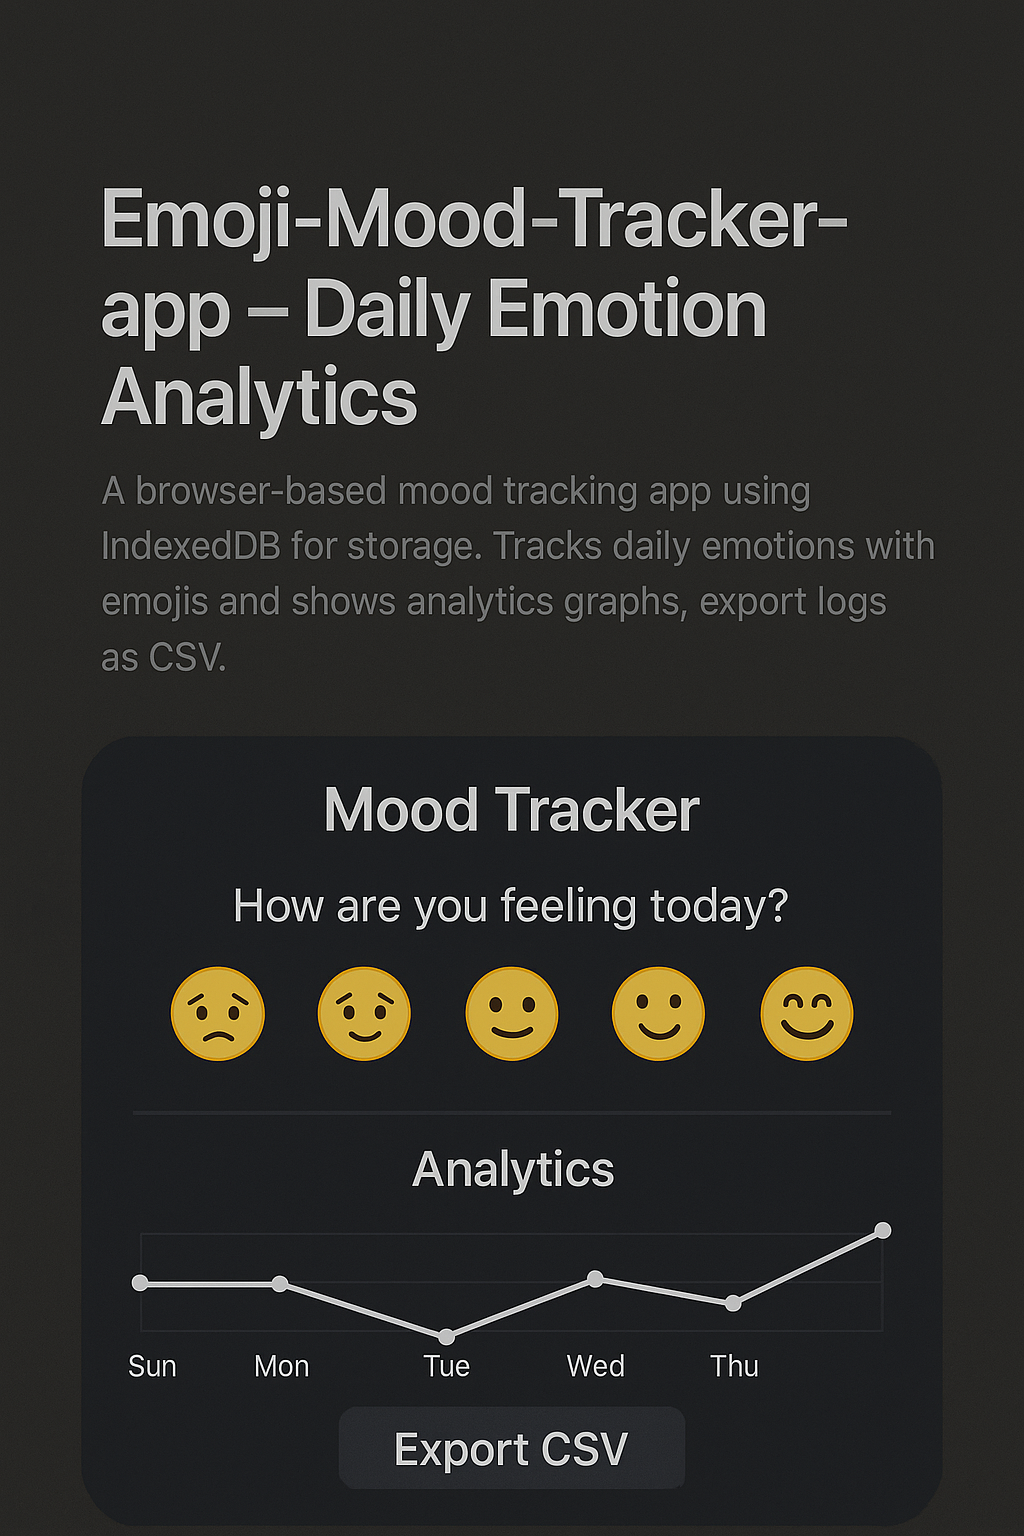 Emoji-Mood-Tracker-
app – Daily Emotion
Analytics
A browser-based mood tracking app using
IndexedDB for storage. Tracks daily emotions with
emojis and shows analytics graphs, export logs
as CSV.
Mood Tracker
How are you feeling today?
Analytics
Sun Mon Tue Wed Thu
Export CSV